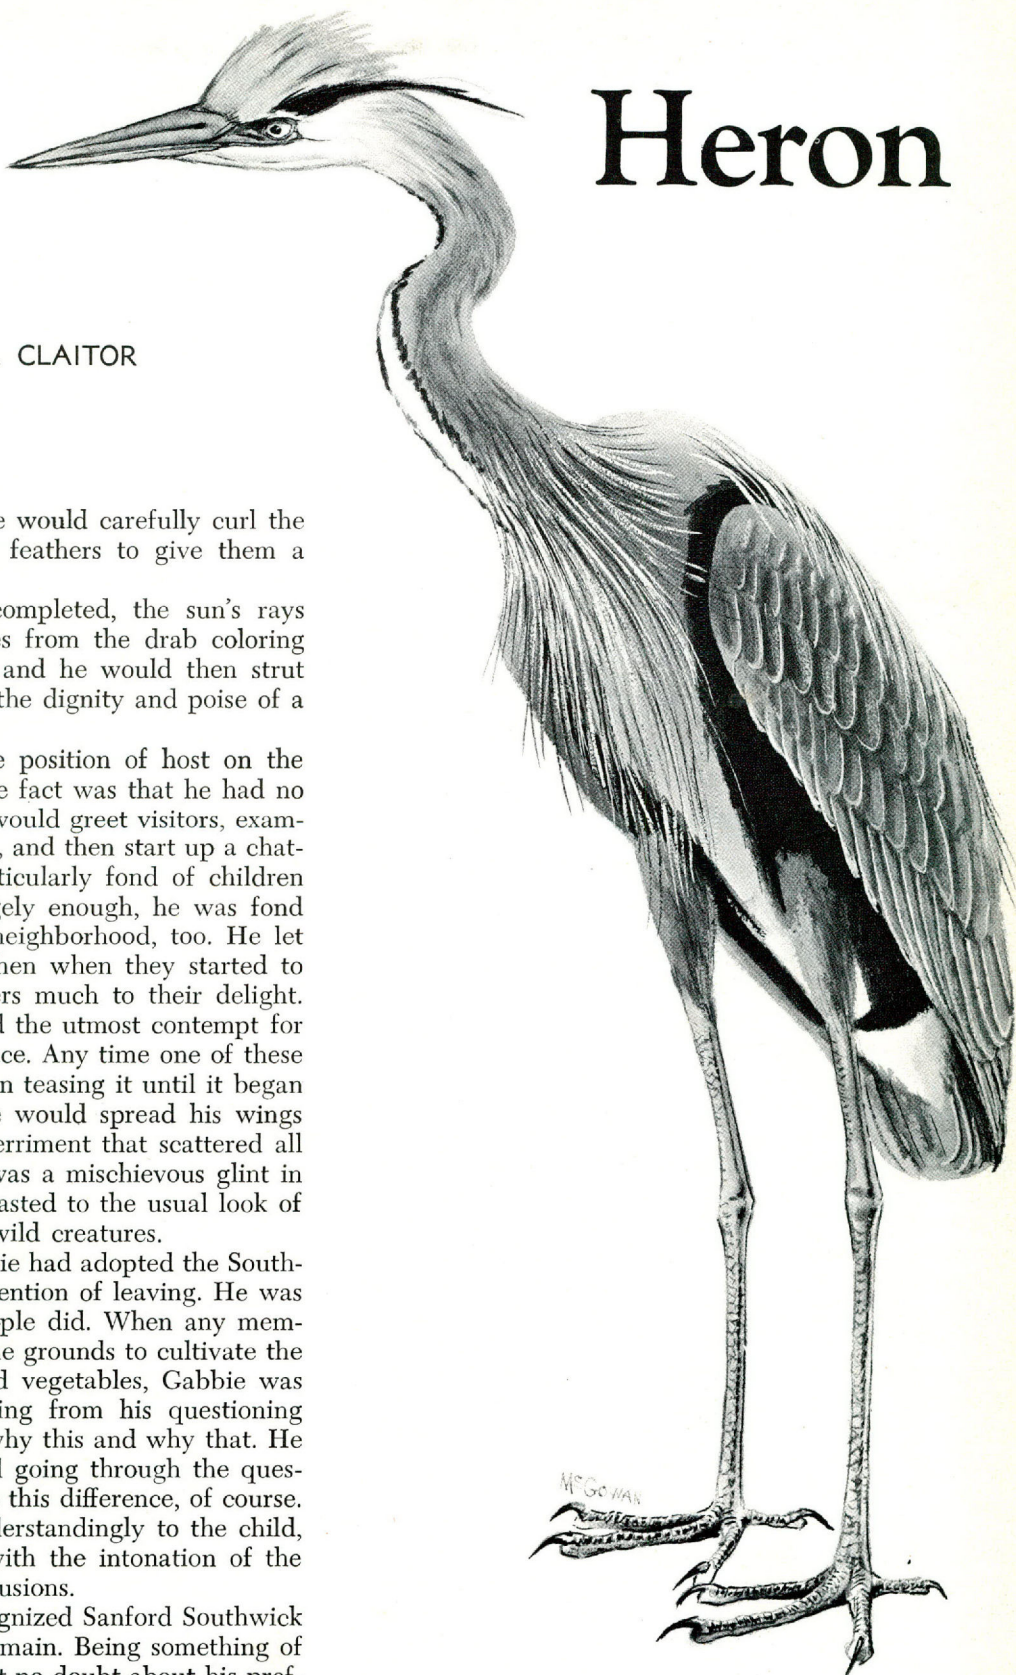 Heron
CLAITOR
would carefully curl the
feathers to give them a
completed, the sun's rays
from the drab coloring
and he would then strut
the dignity and poise of a
position of host on the
fact was that he had no
would greet visitors, exam-
, and then start up a chat-
ticularly fond of children
gely enough, he was fond
neighborhood, too. He let
hen when they started to
rs much to their delight.
the utmost contempt for
ce. Any time one of these
n teasing it until it began
would spread his wings
erriment that scattered all
was a mischievous glint in
asted to the usual look of
wild creatures.
ie had adopted the South-
ention of leaving. He was
ple did. When any mem-
e grounds to cultivate the
d vegetables, Gabbie was
ing from his questioning
why this and why that. He
going through the ques-
this difference, of course.
derstandingly to the child,
with the intonation of the
usions.
gnized Sanford Southwick
main. Being something of
no doubt about his pref-
McGOWAN